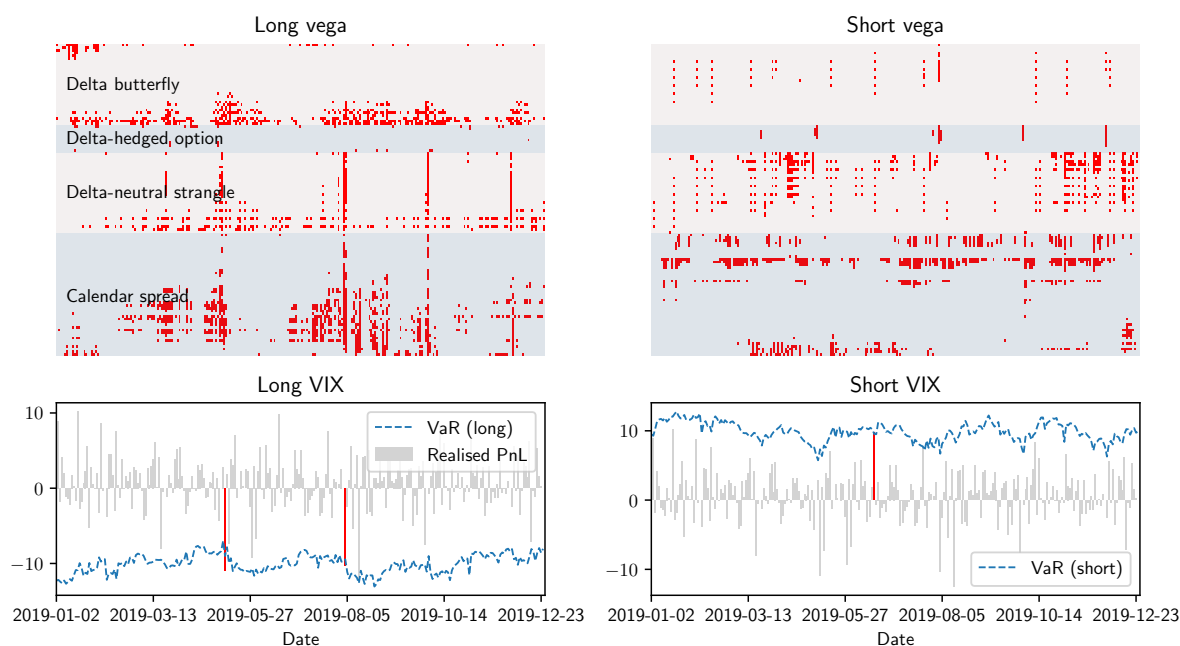 Long vega
Short vega
Delta butterfly
Delta-hedged option
Delta-neutral strangle
Calendar spread
Long VIX
Short VIX
10
0
−10
VaR (long)
Realised PnL
10
0
−10
VaR (short)
2019-01-02 2019-03-13 2019-05-27 2019-08-05 2019-10-14 2019-12-23
2019-01-02 2019-03-13 2019-05-27 2019-08-05 2019-10-14 2019-12-23
Date
Date